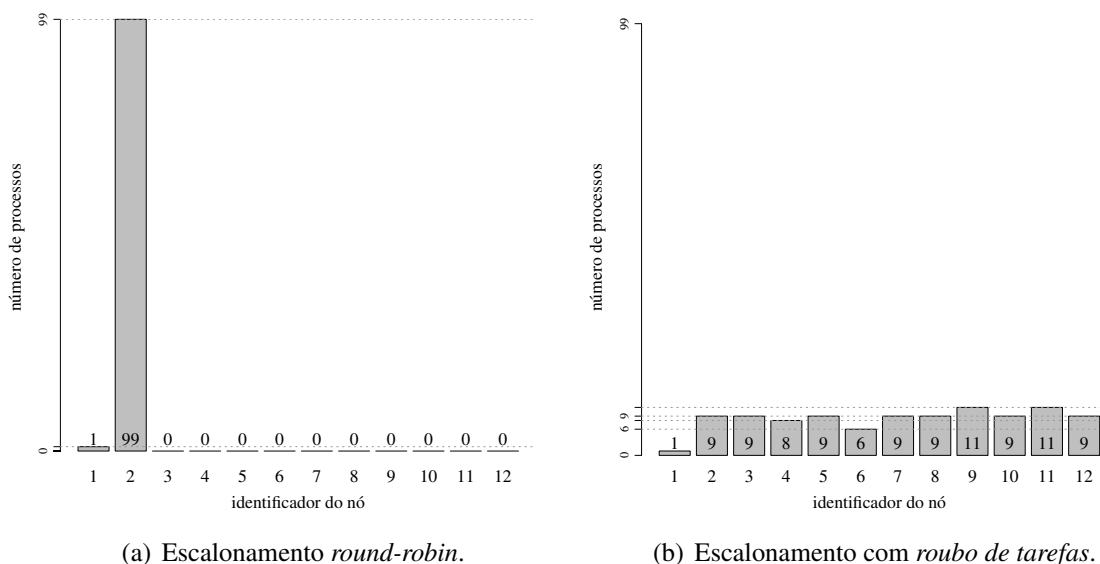 99
0
número de processos
1 99 0 0 0 0 0 0 0 0 0 0
1 2 3 4 5 6 7 8 9 10 11 12
identificador do nó
(a) Escalonamento round-robin.
99
9
6
0
número de processos
1 9 9 8 9 6 9 9 11 9 11 9
1 2 3 4 5 6 7 8 9 10 11 12
identificador do nó
(b) Escalonamento com roubo de tarefas.